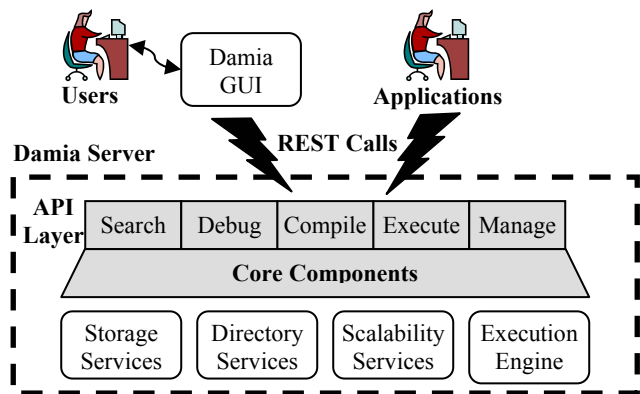 Damia
GUI
Users
Applications
REST Calls
Damia Server
API
Layer
Search Debug Compile Execute Manage
Core Components
Storage
Services
Directory
Services
Scalability
Services
Execution
Engine